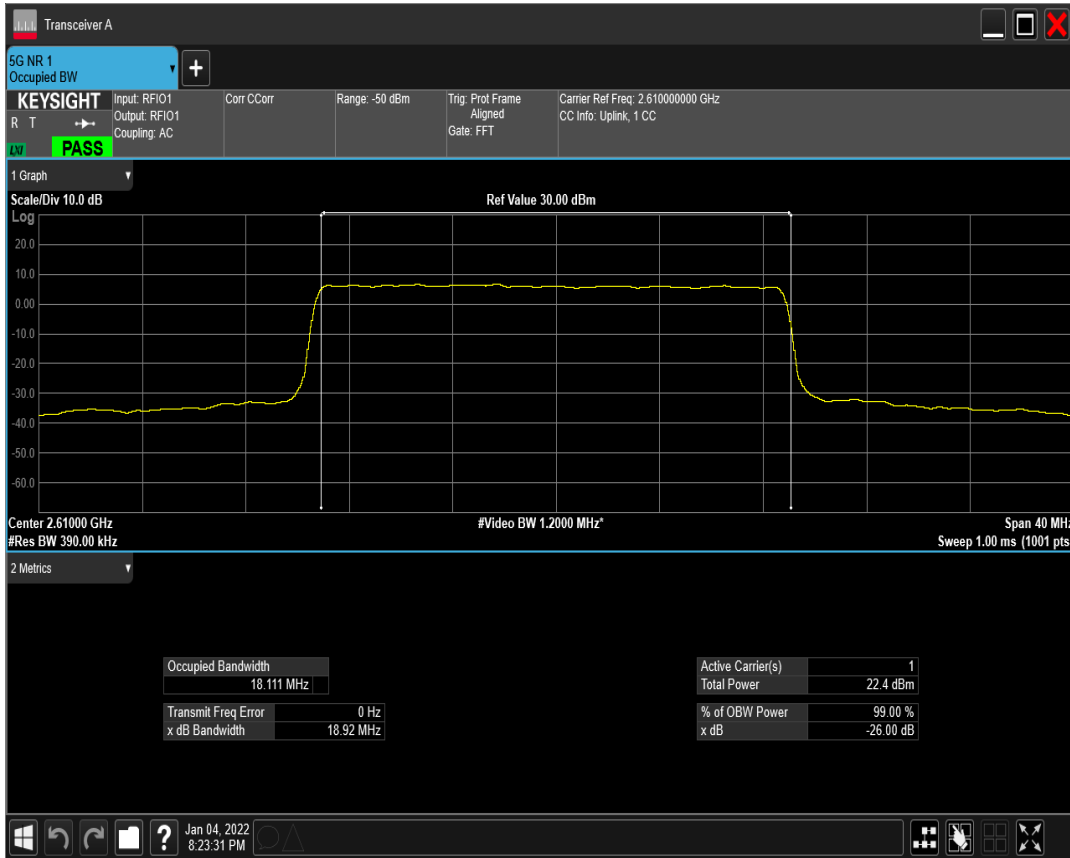 Transceiver A
5G NR 1
Occupied BW
KEYSIGHT
R T
LXI
PASS
Input: RFIO1
Output: RFIO1
Coupling: AC
Corr CCorr
Range: -50 dBm
Trig: Prot Frame
Aligned
Gate: FFT
Carrier Ref Freq: 2.610000000 GHz
CC Info: Uplink, 1 CC
1 Graph
Scale/Div 10.0 dB
Ref Value 30.00 dBm
Log
20.0
10.0
0.00
-10.0
-20.0
-30.0
-40.0
-50.0
-60.0
Center 2.61000 GHz
#Video BW 1.2000 MHz*
Span 40 MHz
#Res BW 390.00 kHz
Sweep 1.00 ms (1001 pts
2 Metrics
Occupied Bandwidth
18.111 MHz
Transmit Freq Error 0 Hz
x dB Bandwidth 18.92 MHz
Active Carrier(s) 1
Total Power 22.4 dBm
% of OBW Power 99.00 %
x dB -26.00 dB
?
Jan 04, 2022
8:23:31 PM